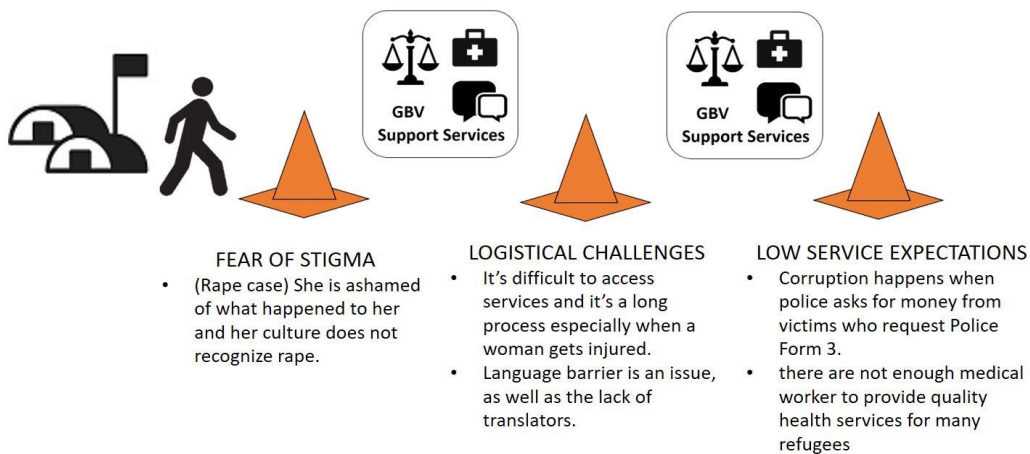 GBV
Support Services
GBV
Support Services
FEAR OF STIGMA
• (Rape case) She is ashamed
of what happened to her
and her culture does not
recognize rape.
LOGISTICAL CHALLENGES
• It's difficult to access
services and it's a long
process especially when a
woman gets injured.
• Language barrier is an issue,
as well as the lack of
translators.
LOW SERVICE EXPECTATIONS
• Corruption happens when
police asks for money from
victims who request Police
Form 3.
• there are not enough medical
worker to provide quality
health services for many
refugees